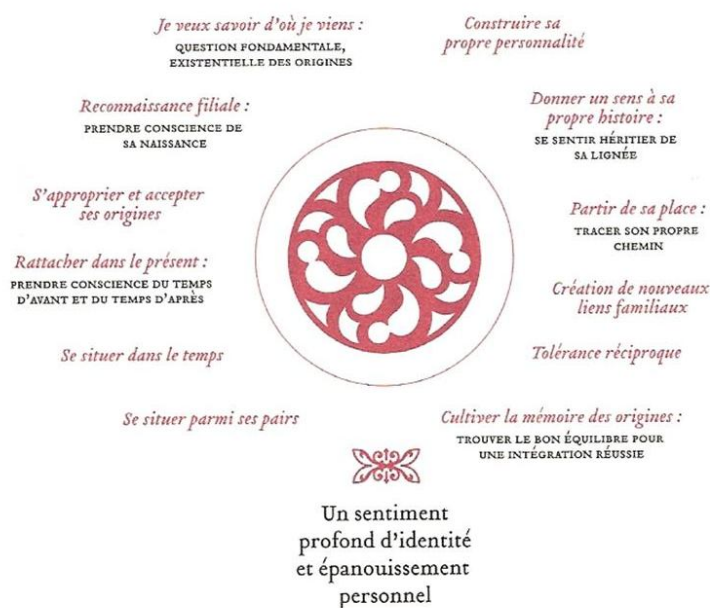 Je veux savoir d'où je viens :
QUESTION FONDAMENTALE,
EXISTENTIELLE DES ORIGINES
Construire sa
propre personnalité
Reconnaissance filiale :
PRENDRE CONSCIENCE DE
SA NAISSANCE
Donner un sens à sa
propre histoire :
SE SENTIR HÉRITIER DE
SA LIGNÉE
S'approprier et accepter
ses origines
Partir de sa place :
TRACER SON PROPRE
CHEMIN
Rattacher dans le présent :
PRENDRE CONSCIENCE DU TEMPS
D'AVANT ET DU TEMPS D'APRÈS
Création de nouveaux
liens familiaux
Se situer dans le temps
Tolérance réciproque
Se situer parmi ses pairs
Cultiver la mémoire des origines :
TROUVER LE BON ÉQUILIBRE POUR
UNE INTÉGRATION RÉUSSIE
Un sentiment
profond d'identité
et épanouissement
personnel